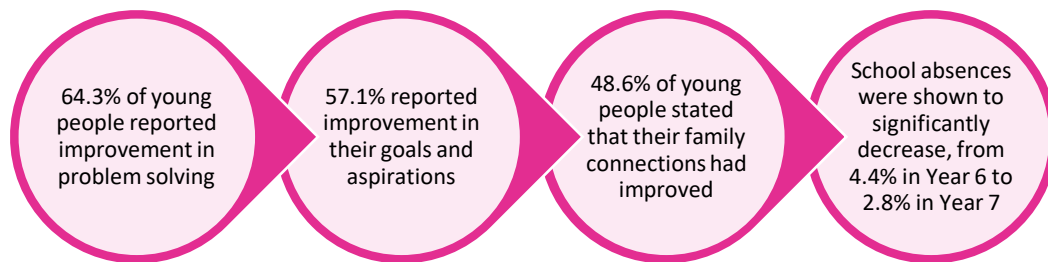 64.3% of young
people reported
improvement in
problem solving
57.1% reported
improvement in
their goals and
aspirations
48.6% of young
people stated
that their family
connections had
improved
School absences
were shown to
significantly
decrease, from
4.4% in Year 6 to
2.8% in Year 7